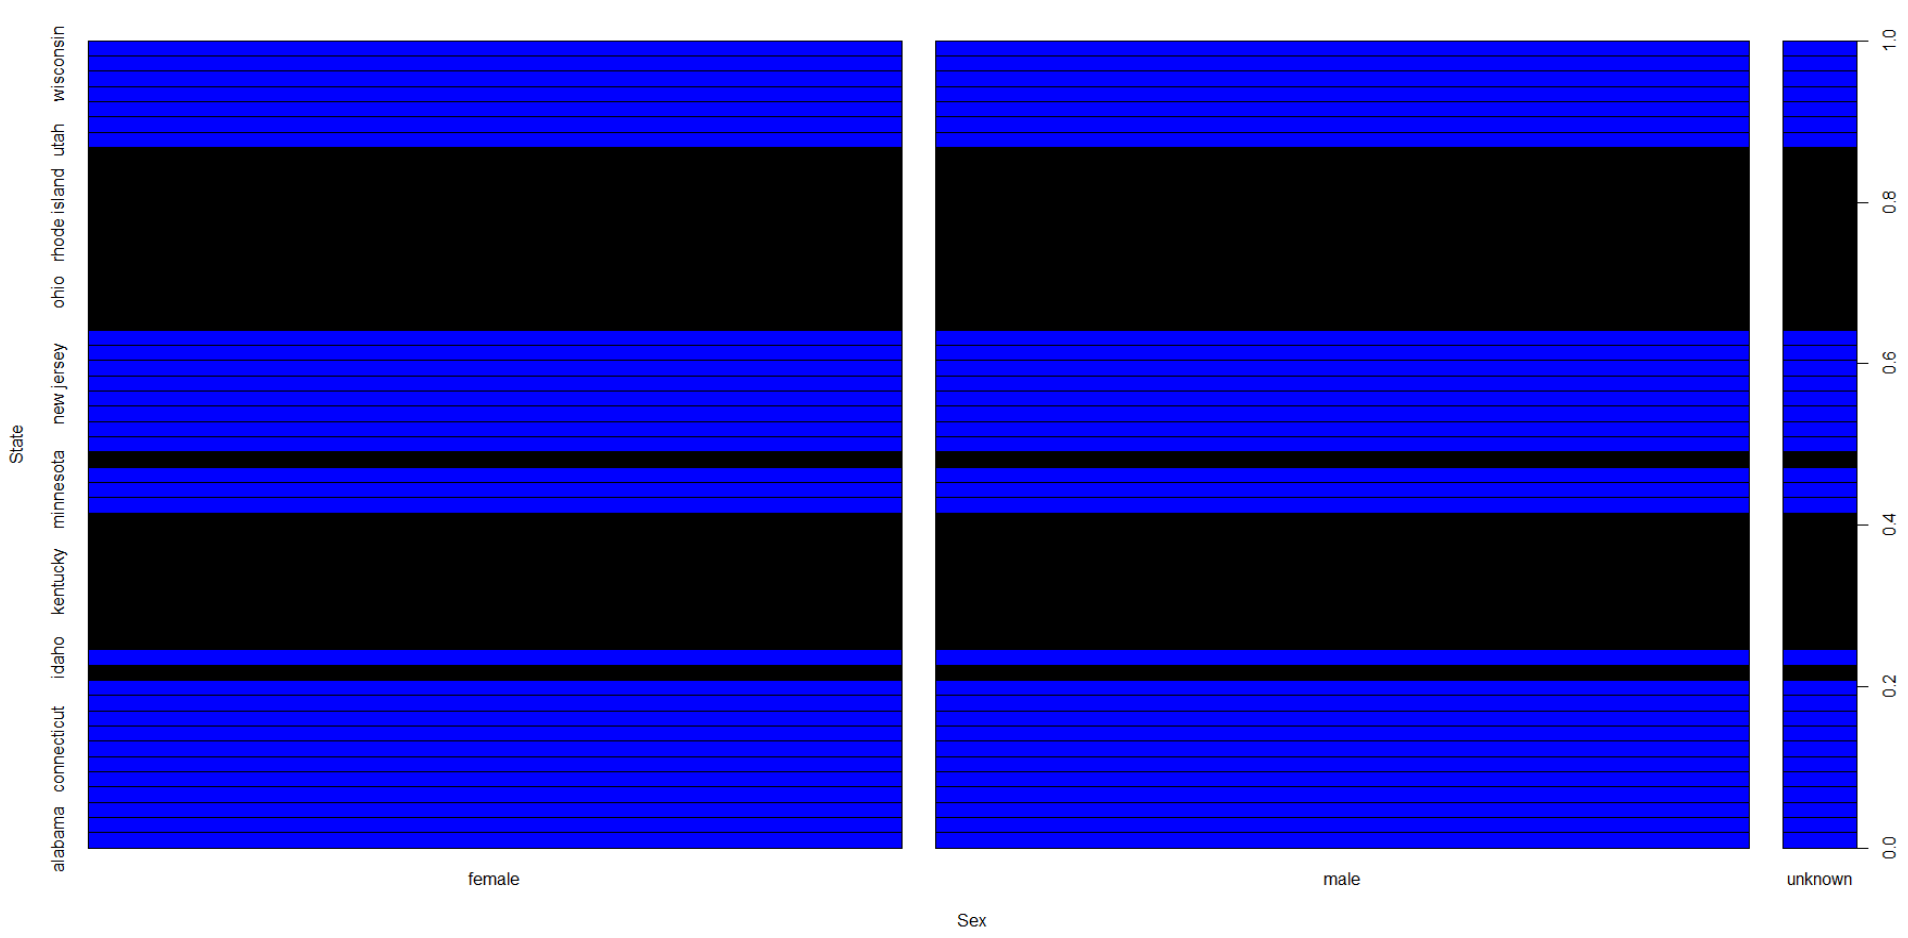 State
wisconsin
utah
rhode island
ohio
new jersey
minnesota
kentucky
idaho
connecticut
alabama
1.0
0.8
0.6
0.4
0.2
0.0
female
male
unknown
Sex